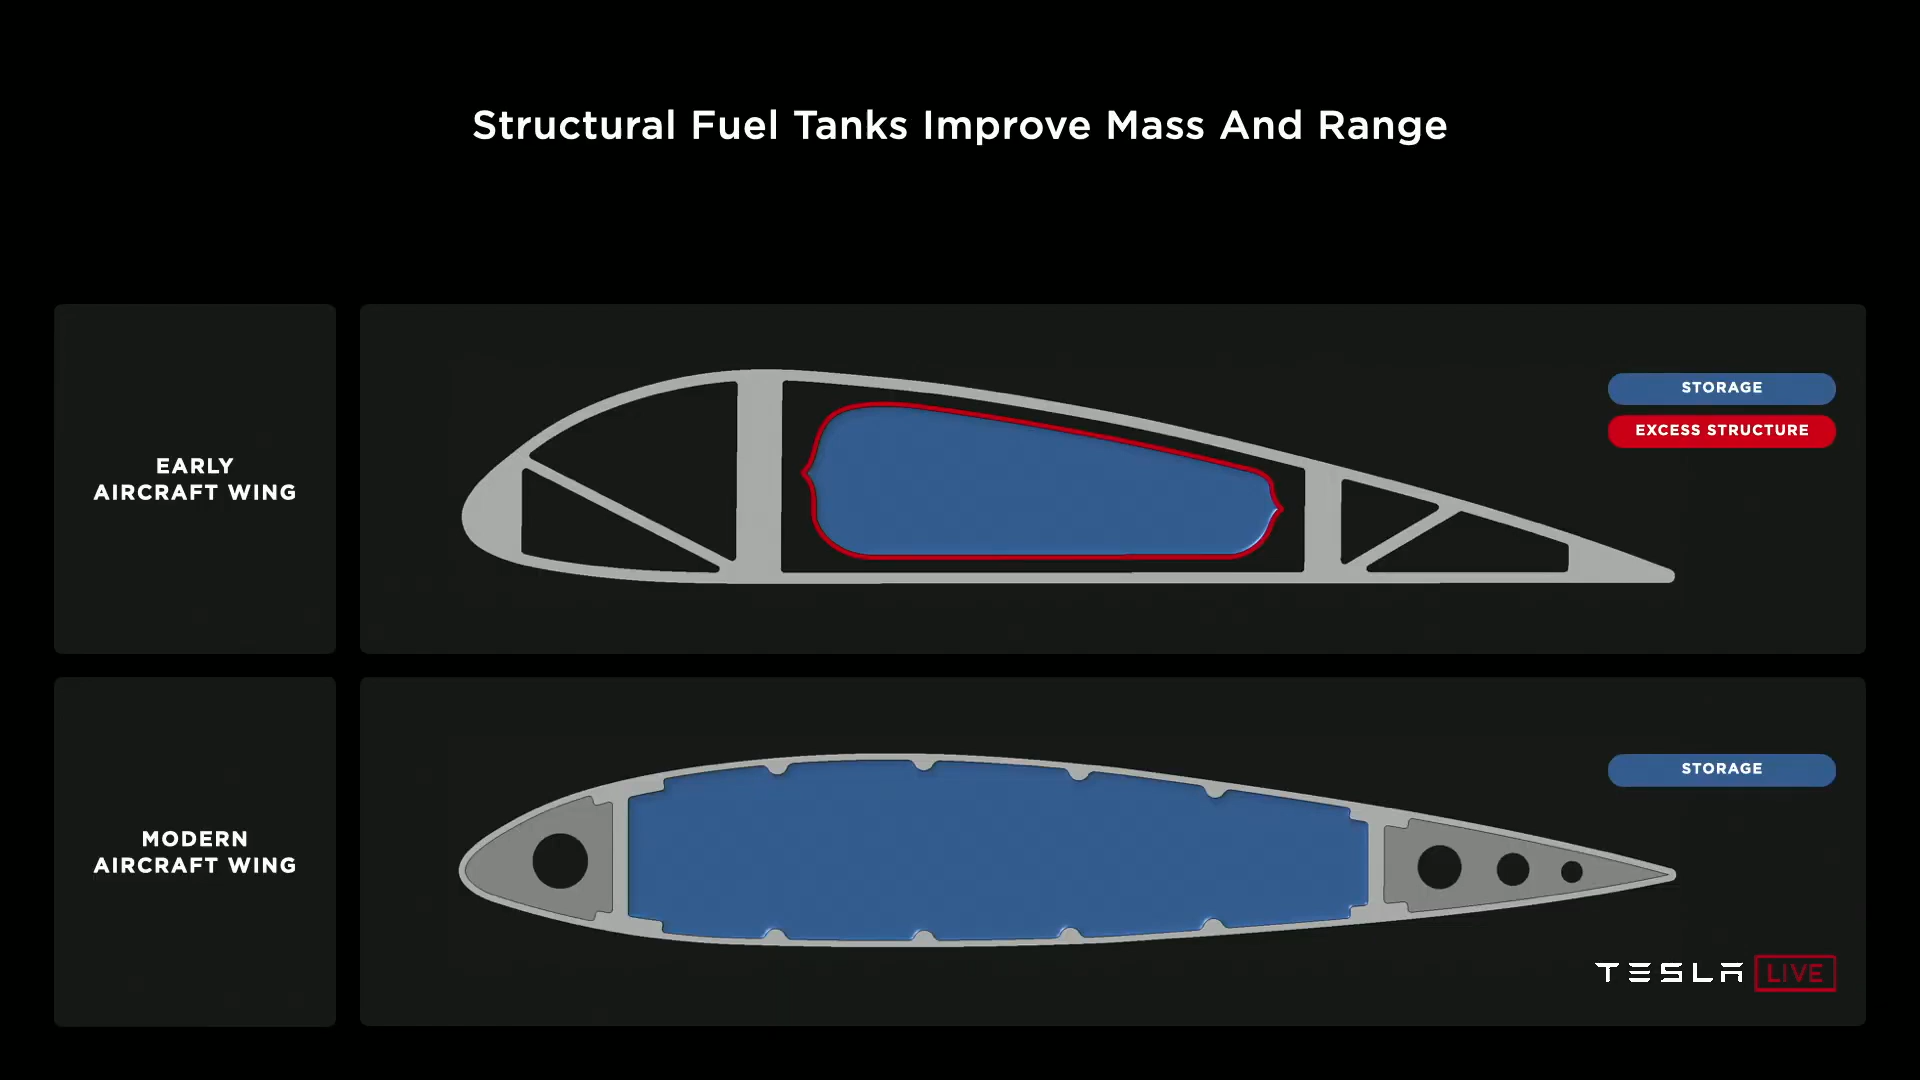 Structural Fuel Tanks Improve Mass And Range
EARLY
AIRCRAFT WING
STORAGE
EXCESS STRUCTURE
MODERN
AIRCRAFT WING
STORAGE
TESLA LIVE